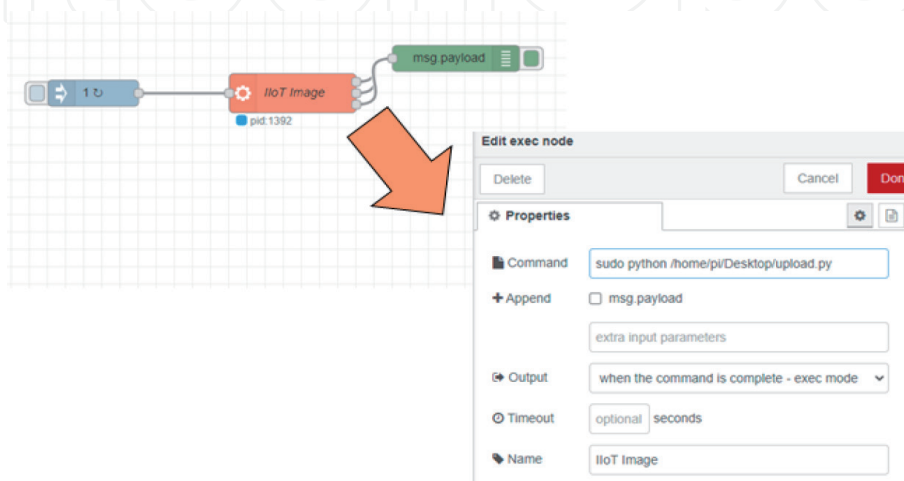 msg.payload
1 ↻
IIoT Image
pid:1392
Edit exec node
Delete
Cancel
Don
Properties
Command
sudo python /home/pi/Desktop/upload.py
Append
msg.payload
extra input parameters
Output
when the command is complete - exec mode
Timeout
optional
seconds
Name
IIoT Image